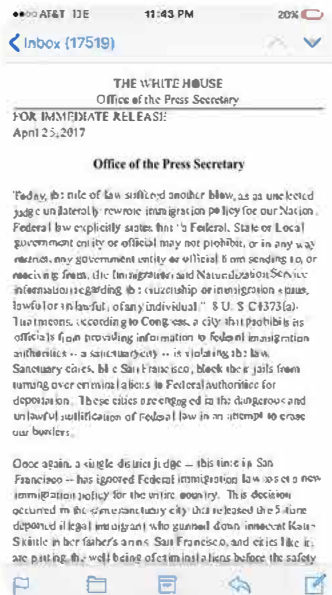 AT&T LTE 11:43 PM 20%
Inbox (17519)
THE WHITE HOUSE
Office of the Press Secretary
FOR IMMEDIATE RELEASE
April 25, 2017
Office of the Press Secretary
Today, the rule of law suffered another blow, as an unelected
judge unilaterally rewrote immigration policy for our Nation.
Federal law explicitly states that "a Federal, State or Local
government entity or official may not prohibit, or in any way
restrict, any government entity or official from sending to, or
receiving from, the Immigration and Naturalization Service
information regarding the citizenship or immigration status,
lawful or unlawful, of any individual." 8 U.S.C. 1373(a).
That means, according to Congress, a city that prohibits its
officials from providing information to federal immigration
authorities -- a sanctuary city -- is violating the law.
Sanctuary cities, like San Francisco, block their jails from
turning over criminal aliens to Federal authorities for
deportation. These cities are engaged in the dangerous and
unlawful nullification of Federal law in an attempt to erase
our borders.
Once again, a single district judge -- this time in San
Francisco -- has ignored Federal immigration law to set a new
immigration policy for the entire country. This decision
occurred in the same sanctuary city that released the 5-time
deported illegal immigrant who gunned down innocent Kate
Steinle in her father's arms. San Francisco, and cities like it,
are putting the well being of criminal aliens before the safety